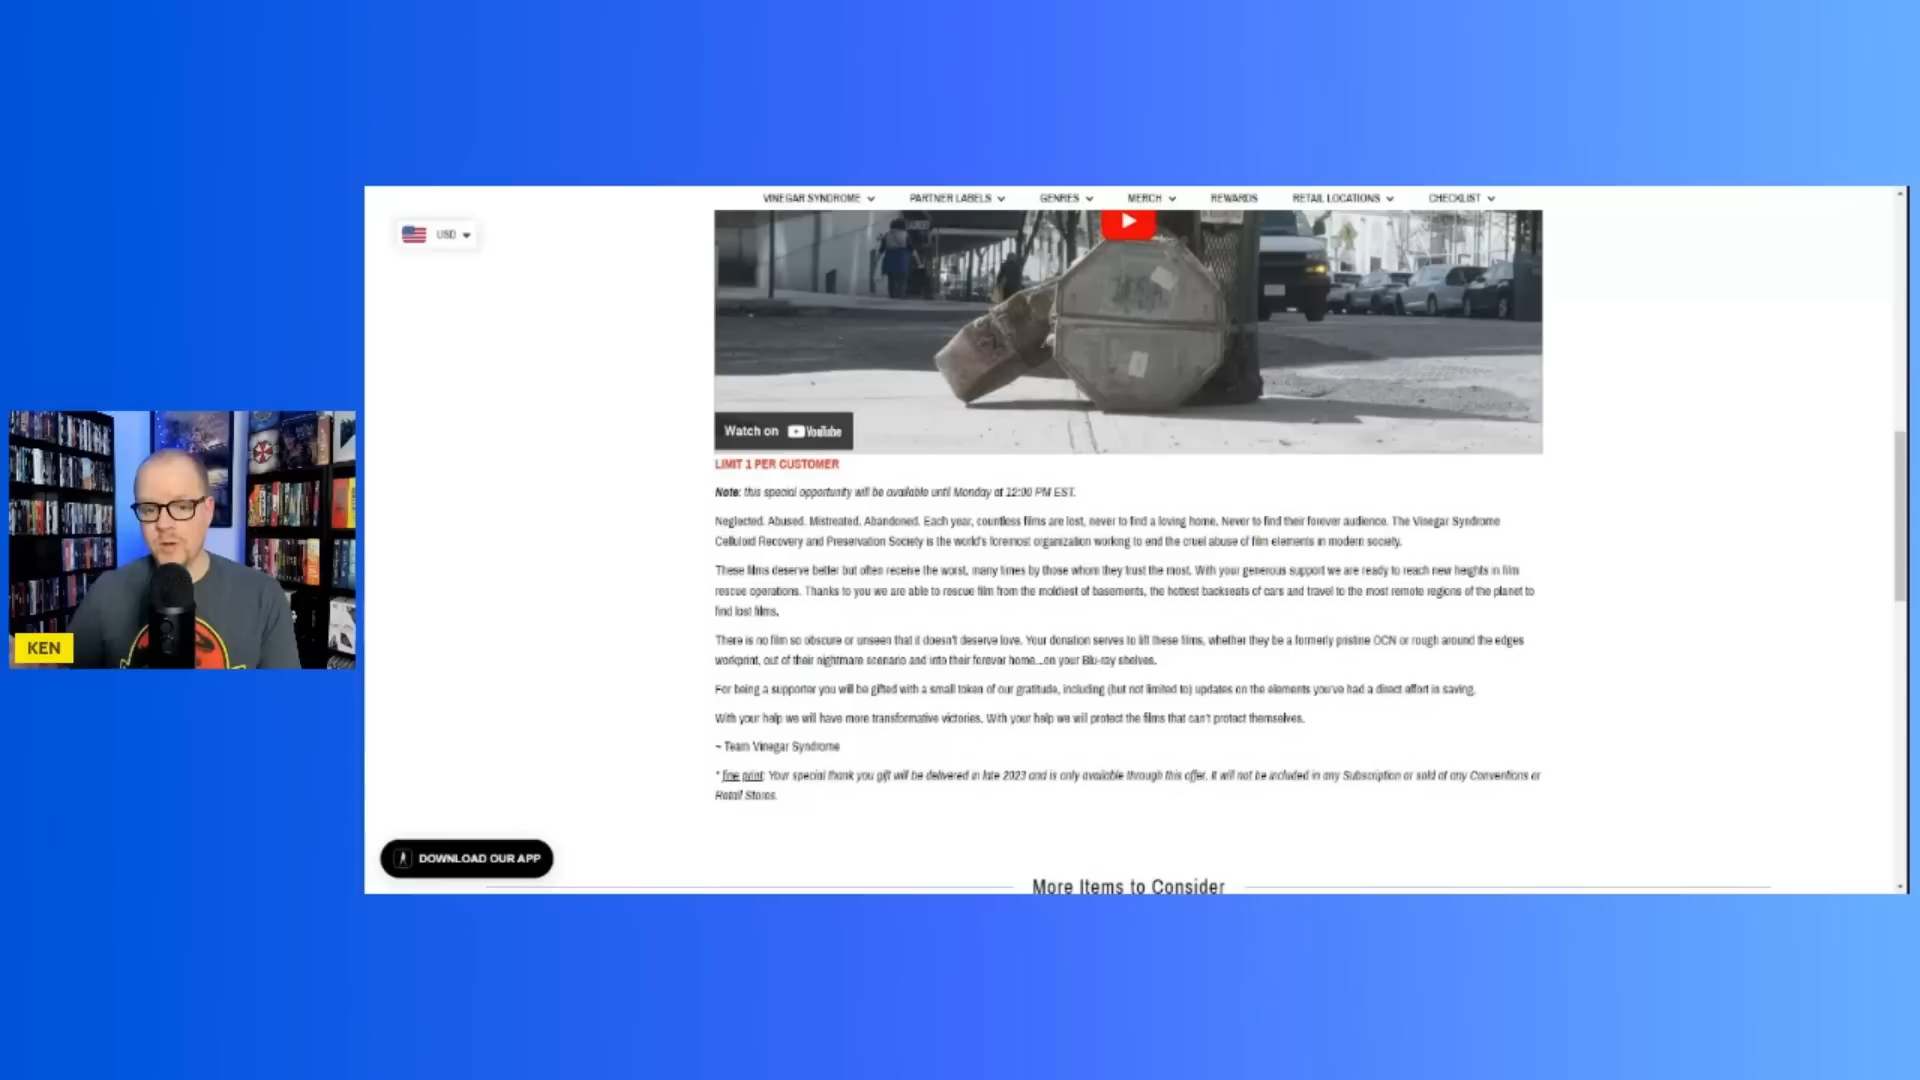 VINEGAR SYNDROME
PARTNER LABELS
GENRES
MERCH
REWARDS
RETAIL LOCATIONS
CHECKLIST
USD
Watch on YouTube
LIMIT 1 PER CUSTOMER
Note: this special opportunity will be available until Monday at 12:00 PM EST.
Neglected. Abused. Mistreated. Abandoned. Each year, countless films are lost, never to find a loving home. Never to find their forever audience. The Vinegar Syndrome
Celluloid Recovery and Preservation Society is the world's foremost organization working to end the cruel abuse of film elements in modern society.
These films deserve better but often receive the worst, many times by those whom they trust the most. With your generous support we are ready to reach new heights in film
rescue operations. Thanks to you we are able to rescue film from the moldiest of basements, the hottest backseats of cars and travel to the most remote regions of the planet to
find lost films.
There is no film so obscure or unseen that it doesn't deserve love. Your donation serves to lift these films, whether they be a formerly pristine OCN or rough around the edges
workprint, out of their nightmare scenario and into their forever home...on your Blu-ray shelves.
For being a supporter you will be gifted with a small token of our gratitude, including (but not limited to) updates on the elements you've had a direct effort in saving.
With your help we will have more transformative victories. With your help we will protect the films that can't protect themselves.
~ Team Vinegar Syndrome
* fine print: Your special thank you gift will be delivered in late 2023 and is only available through this offer. It will not be included in any Subscription or sold at any Conventions or
Retail Stores.
KEN
DOWNLOAD OUR APP
More Items to Consider